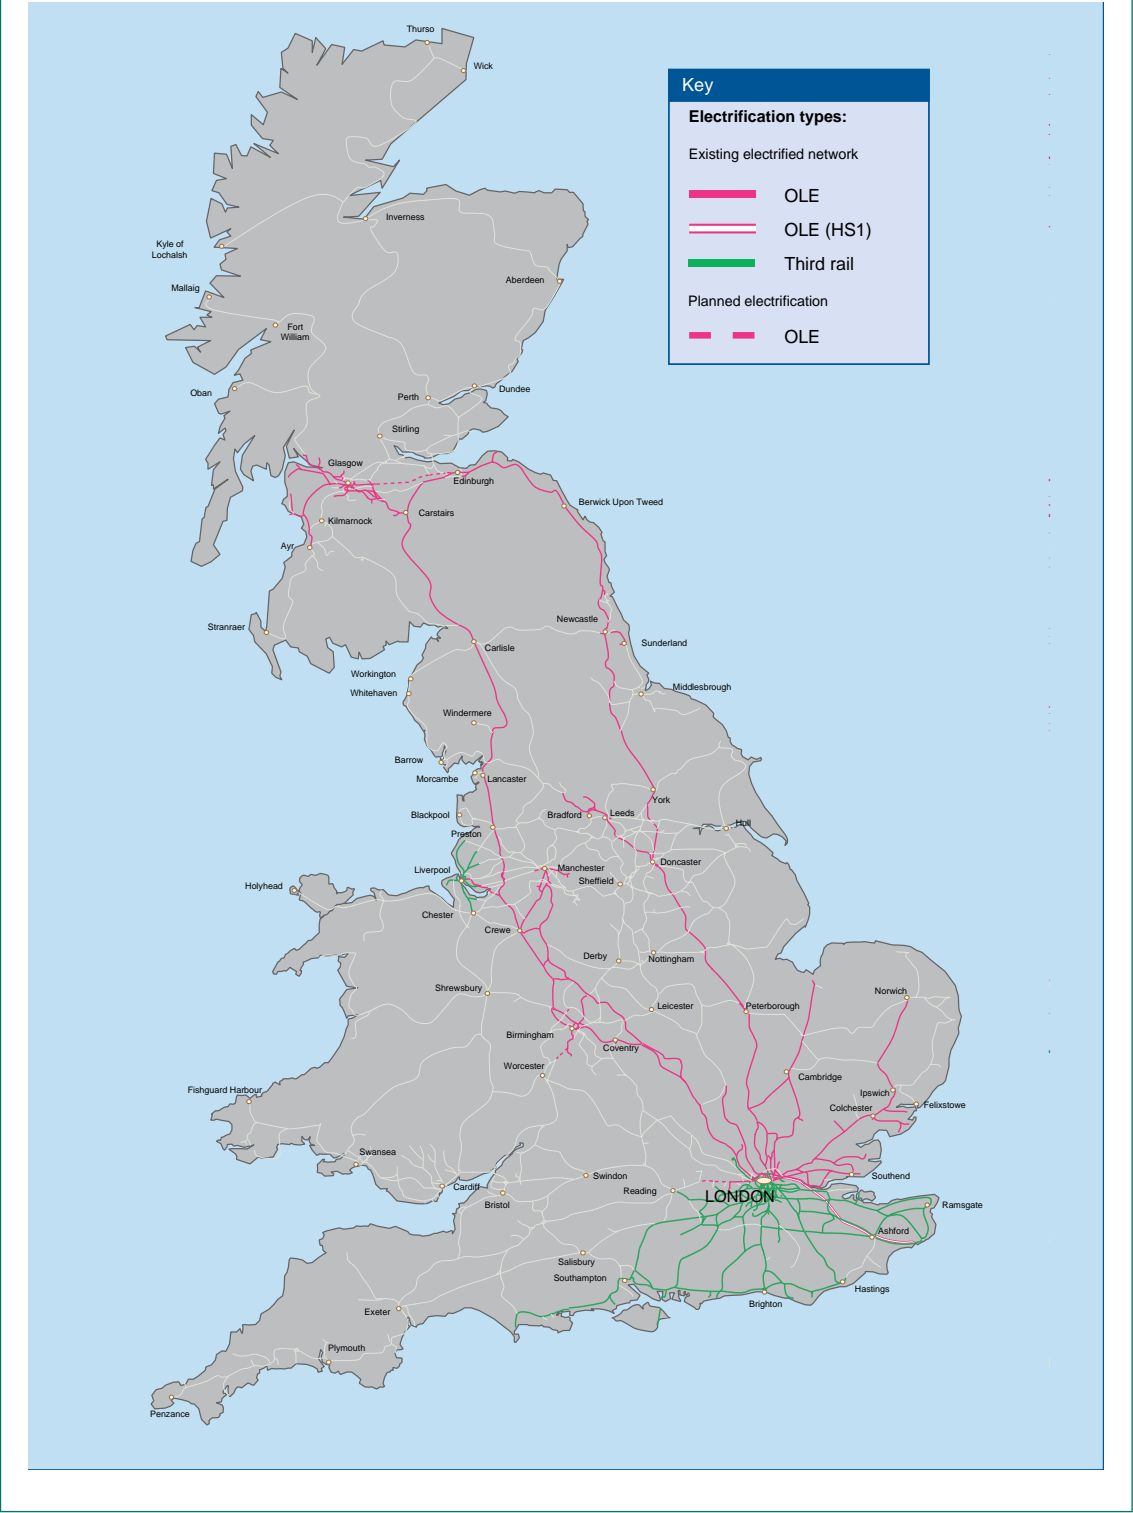 Thurso
Wick
Key
Electrification types:
Existing electrified network
OLE
OLE (HS1)
Third rail
Planned electrification
OLE
Inverness
Kyle of
Lochalsh
Aberdeen
Mallaig
Fort
William
Oban
Perth
Dundee
Stirling
Glasgow
Edinburgh
Berwick Upon Tweed
Carstairs
Kilmarnock
Ayr
Stranraer
Newcastle
Sunderland
Carlisle
Workington
Whitehaven
Middlesbrough
Windermere
Barrow
Morcambe
Lancaster
York
Blackpool
Bradford
Leeds
Hull
Preston
Liverpool
Manchester
Doncaster
Sheffield
Holyhead
Chester
Crewe
Derby
Nottingham
Shrewsbury
Norwich
Leicester
Peterborough
Birmingham
Coventry
Worcester
Cambridge
Ipswich
Fishguard Harbour
Colchester
Felixstowe
Swansea
Swindon
Southend
Cardiff
Reading
LONDON
Bristol
Ramsgate
Ashford
Salisbury
Southampton
Hastings
Brighton
Exeter
Plymouth
Penzance